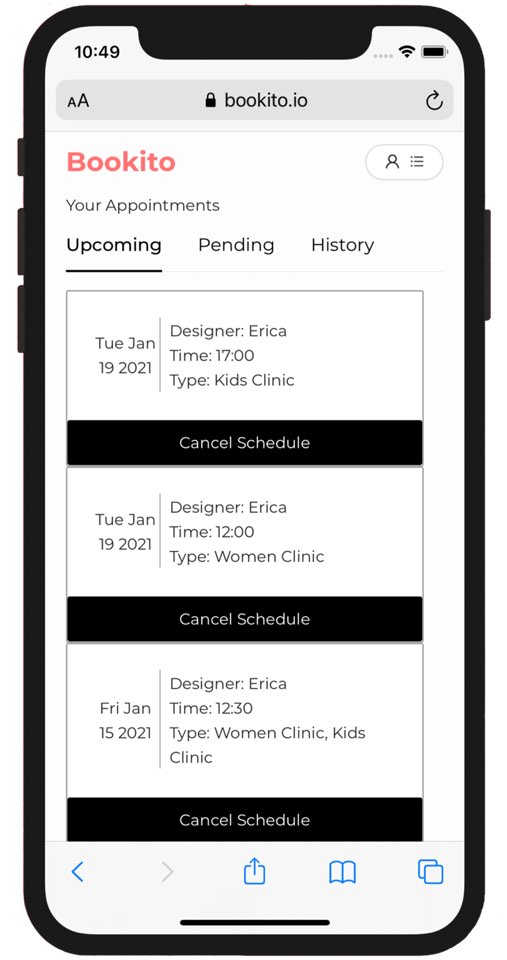 10:49
AA bookito.io
Bookito
Your Appointments
Upcoming Pending History
Tue Jan
19 2021
Designer: Erica
Time: 17:00
Type: Kids Clinic
Cancel Schedule
Tue Jan
19 2021
Designer: Erica
Time: 12:00
Type: Women Clinic
Cancel Schedule
Fri Jan
15 2021
Designer: Erica
Time: 12:30
Type: Women Clinic, Kids
Clinic
Cancel Schedule